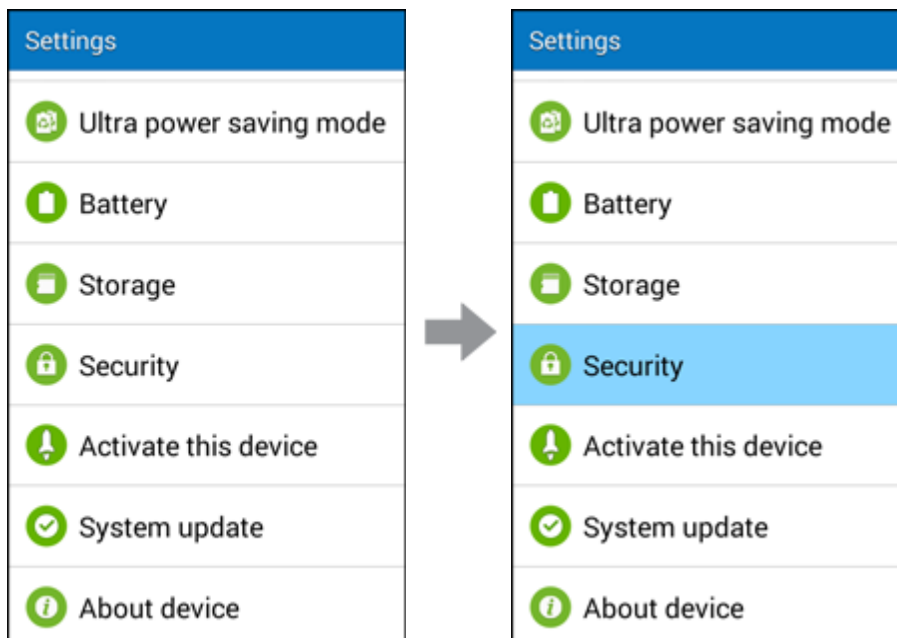 Settings
Ultra power saving mode
Battery
Storage
Security
Activate this device
System update
About device
Settings
Ultra power saving mode
Battery
Storage
Security
Activate this device
System update
About device